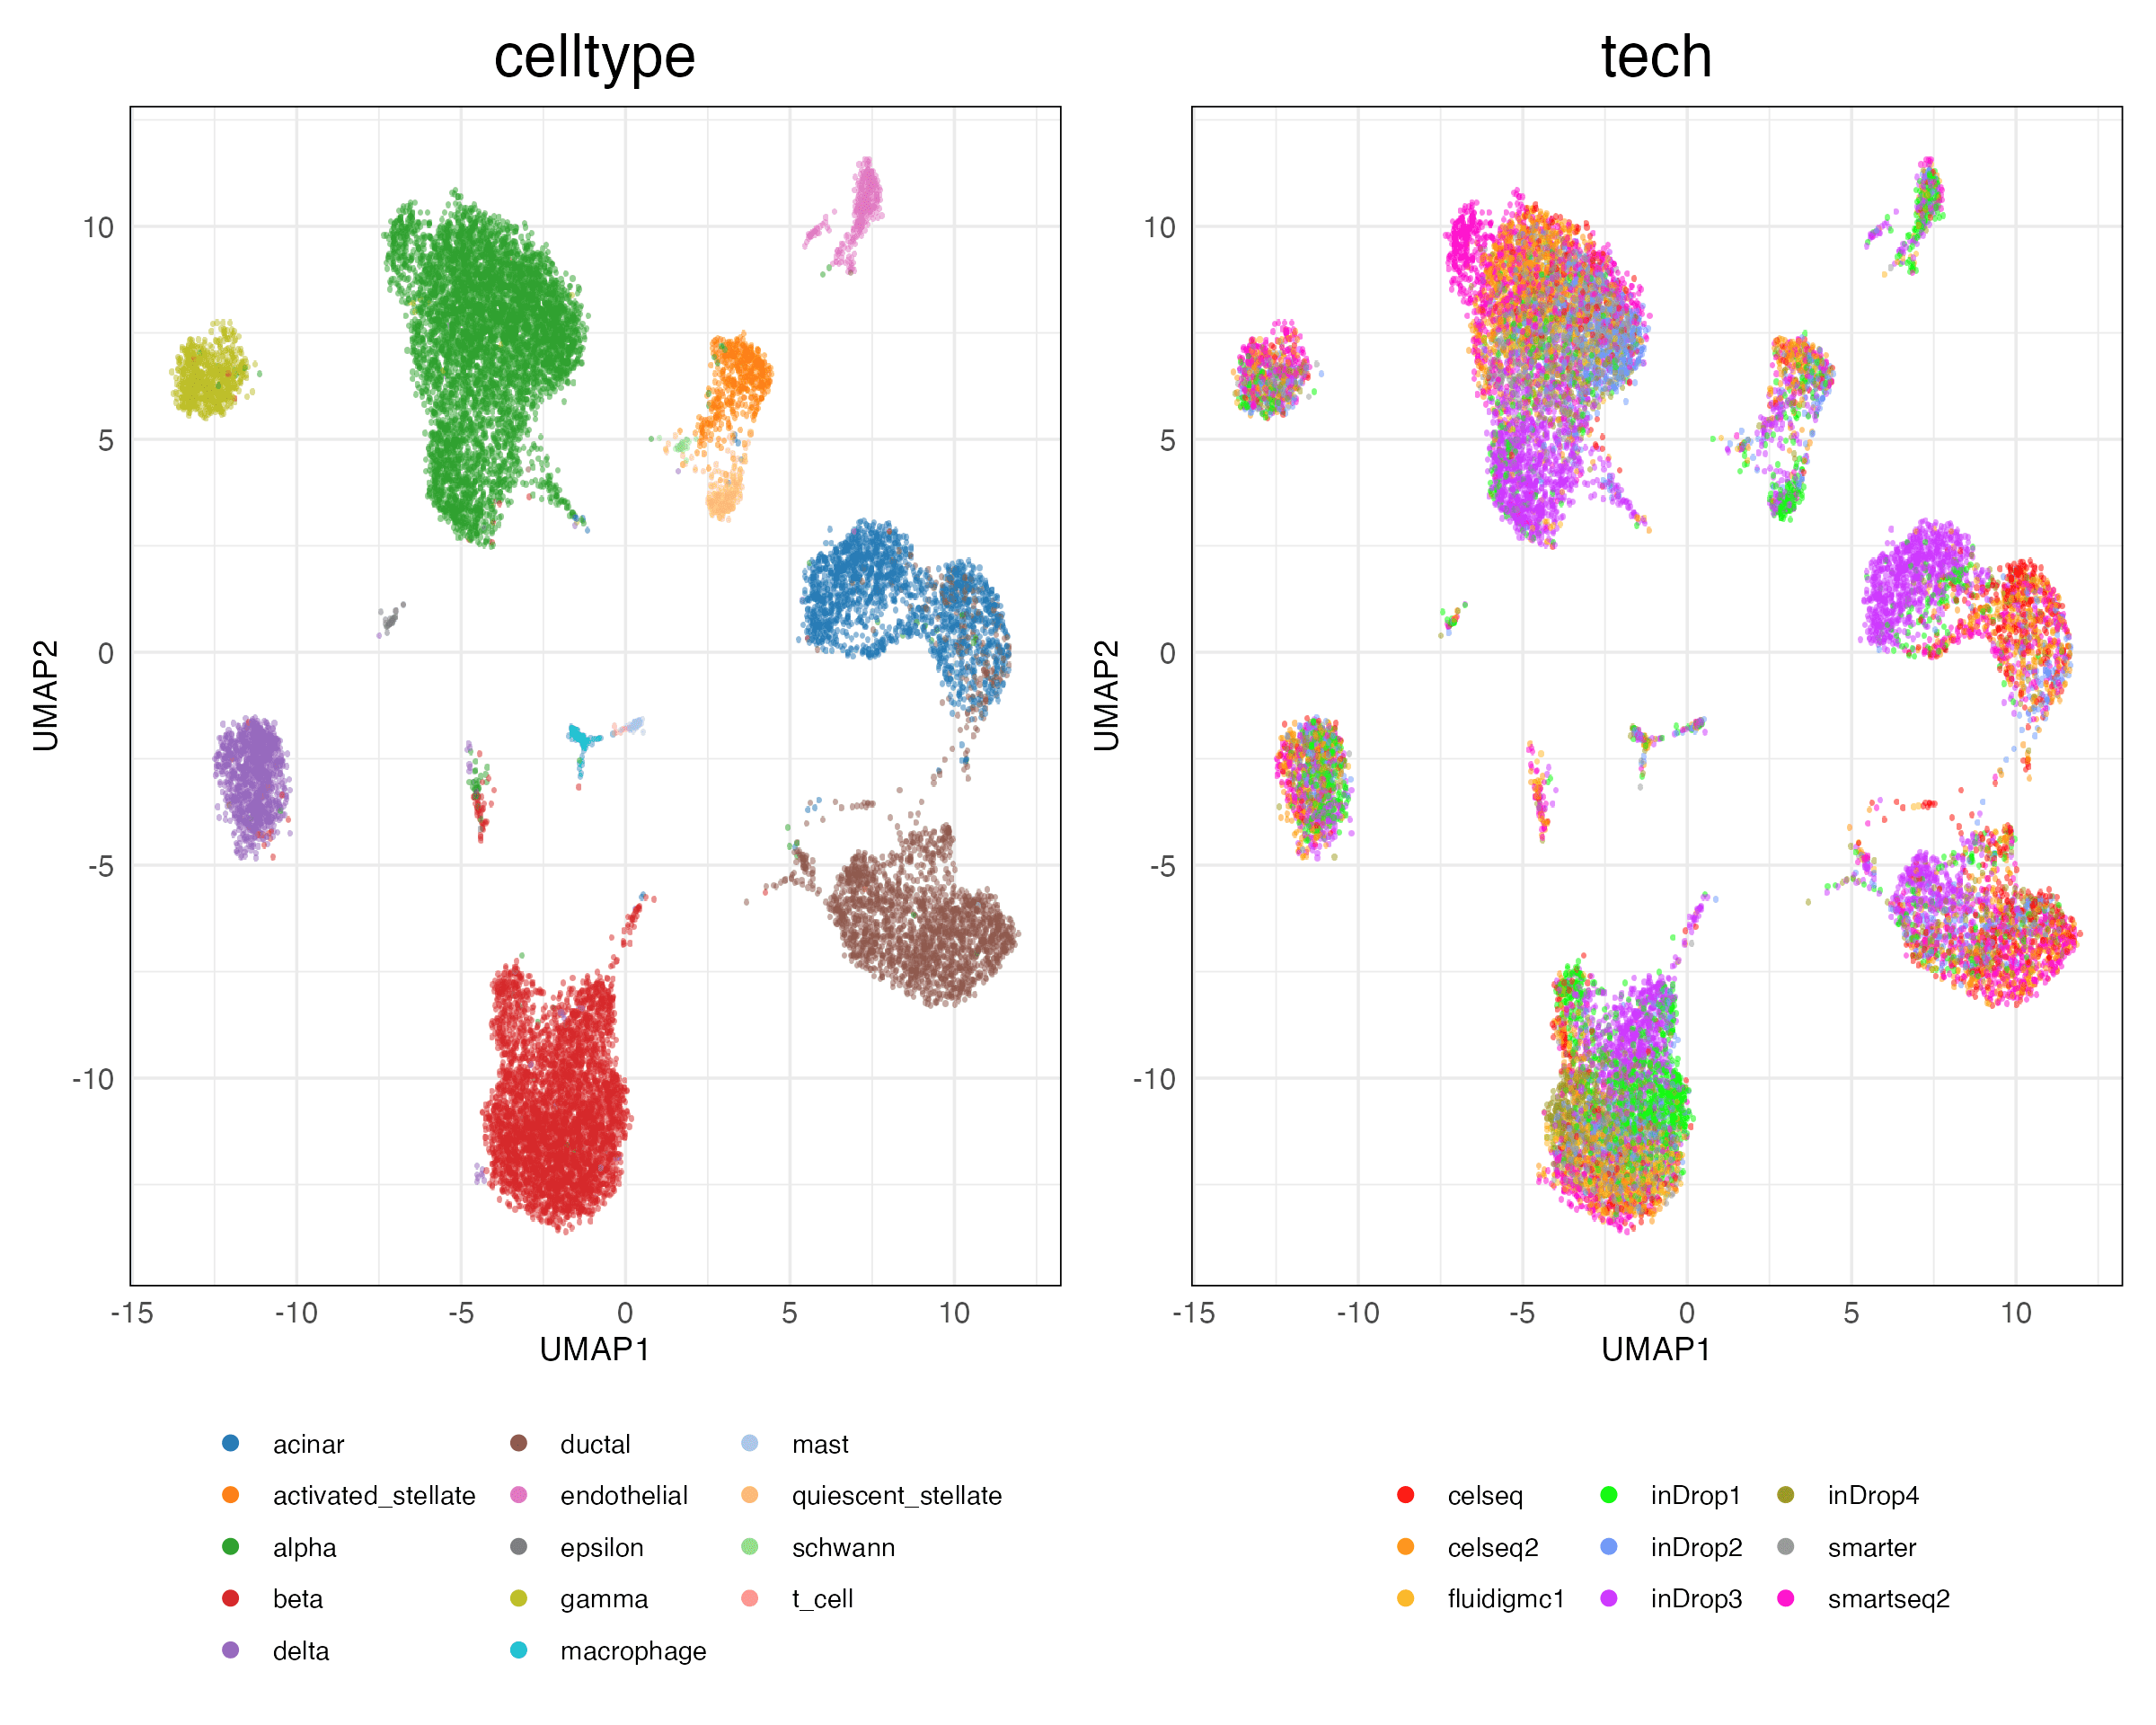 celltype
tech
10
5
0
-5
-10
UMAP2
-15 -10 -5 0 5 10
UMAP1
10
5
0
-5
-10
UMAP2
-15 -10 -5 0 5 10
UMAP1
acinar ductal mast
activated_stellate endothelial quiescent_stellate
alpha epsilon schwann
beta gamma t_cell
delta macrophage
celseq inDrop1 inDrop4
celseq2 inDrop2 smarter
fluidigmc1 inDrop3 smartseq2